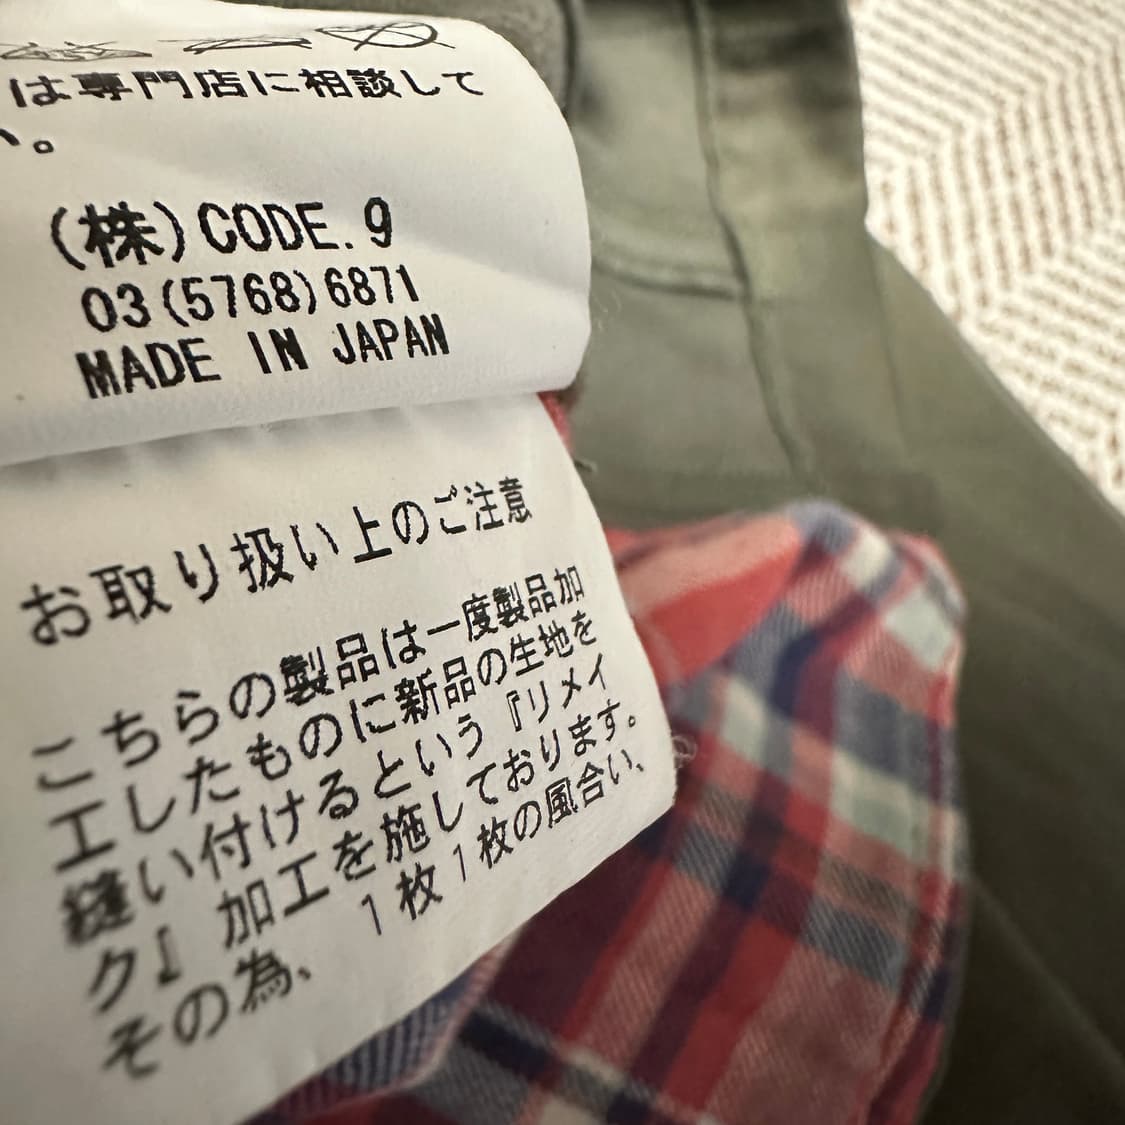 は専門店に相談して
い。
(株)CODE.9
03(5768)6871
MADE IN JAPAN
お取り扱い上のご注意
こちらの製品は一度製品加
工したものに新品の生地を
縫い付けるという『リメイ
ク』加工を施しております。
その為、1枚1枚の風合い、